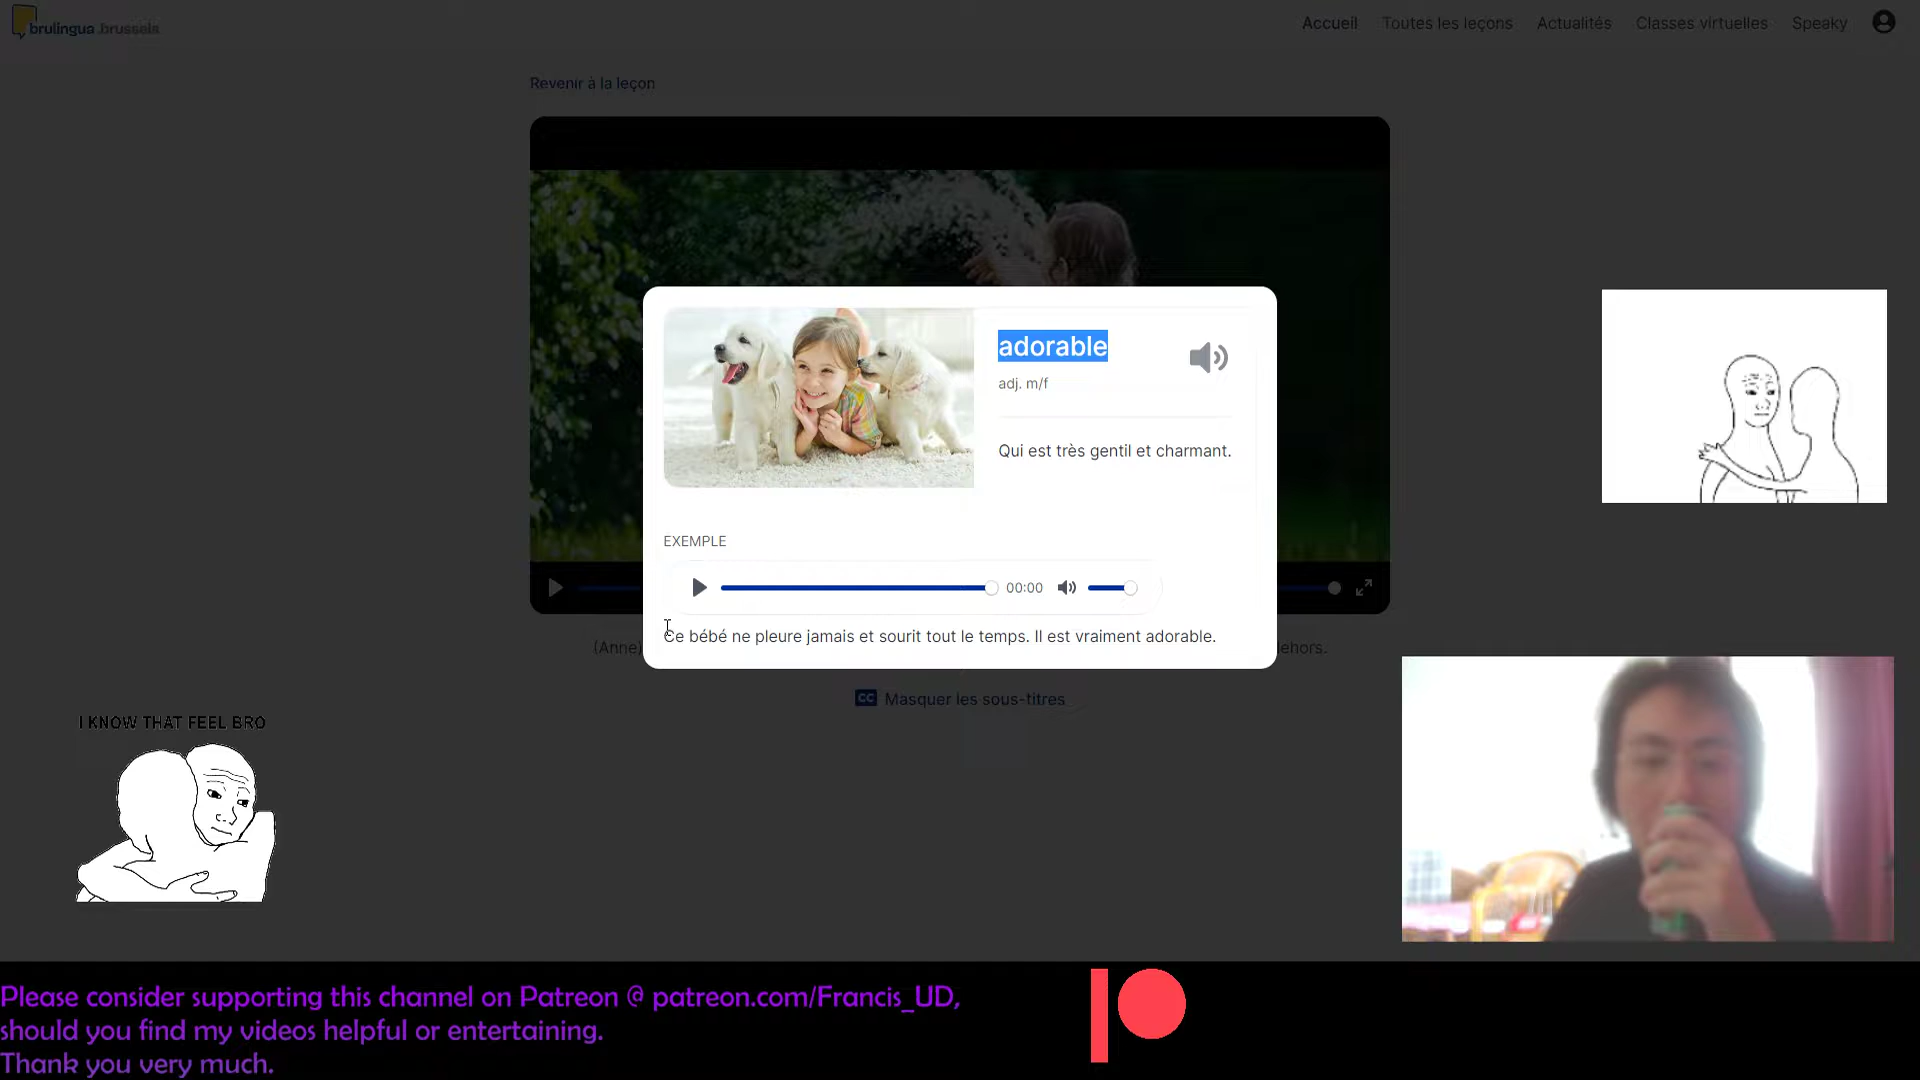 brulingua.brussels
Accueil
Toutes les leçons
Actualités
Classes virtuelles
Speaky
Revenir à la leçon
adorable
adj. m/f
Qui est très gentil et charmant.
EXEMPLE
00:00
Ce bébé ne pleure jamais et sourit tout le temps. Il est vraiment adorable.
(Anne)
CC Masquer les sous-titres
I KNOW THAT FEEL BRO
Please consider supporting this channel on Patreon @ patreon.com/Francis_UD,
should you find my videos helpful or entertaining.
Thank you very much.